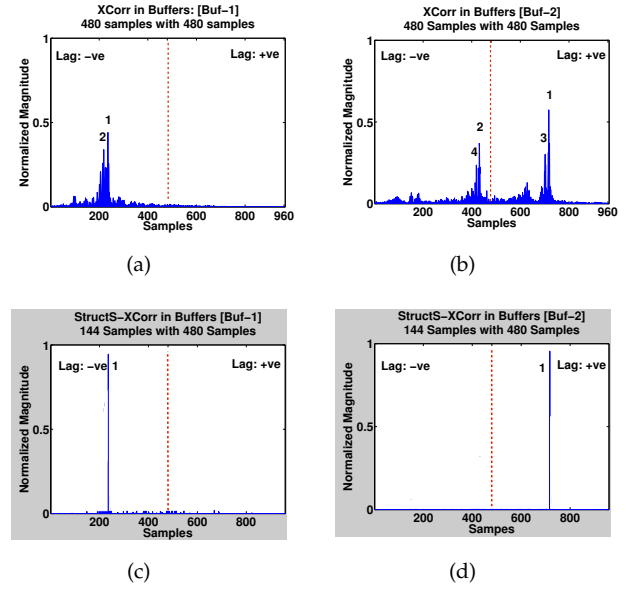 XCorr in Buffers: [Buf-1]
480 samples with 480 samples
Normalized Magnitude
1
0.5
0
Lag: -ve
Lag: +ve
1
2
200 400 600 800 960
Samples
(a)
XCorr in Buffers [Buf-2]
480 Samples with 480 Samples
Normalized Magnitude
1
0.5
0
Lag: -ve
Lag: +ve
1
2
3
4
200 400 600 800 960
Samples
(b)
StructS-XCorr in Buffers [Buf-1]
144 Samples with 480 Samples
Normalized Magnitude
1
0.5
0
Lag: -ve 1
Lag: +ve
200 400 600 800
Samples
(c)
StructS-XCorr in Buffers [Buf-2]
144 Samples with 480 Samples
Normalized Magnitude
1
0.5
0
Lag: -ve
1 Lag: +ve
200 400 600 800
Samples
(d)